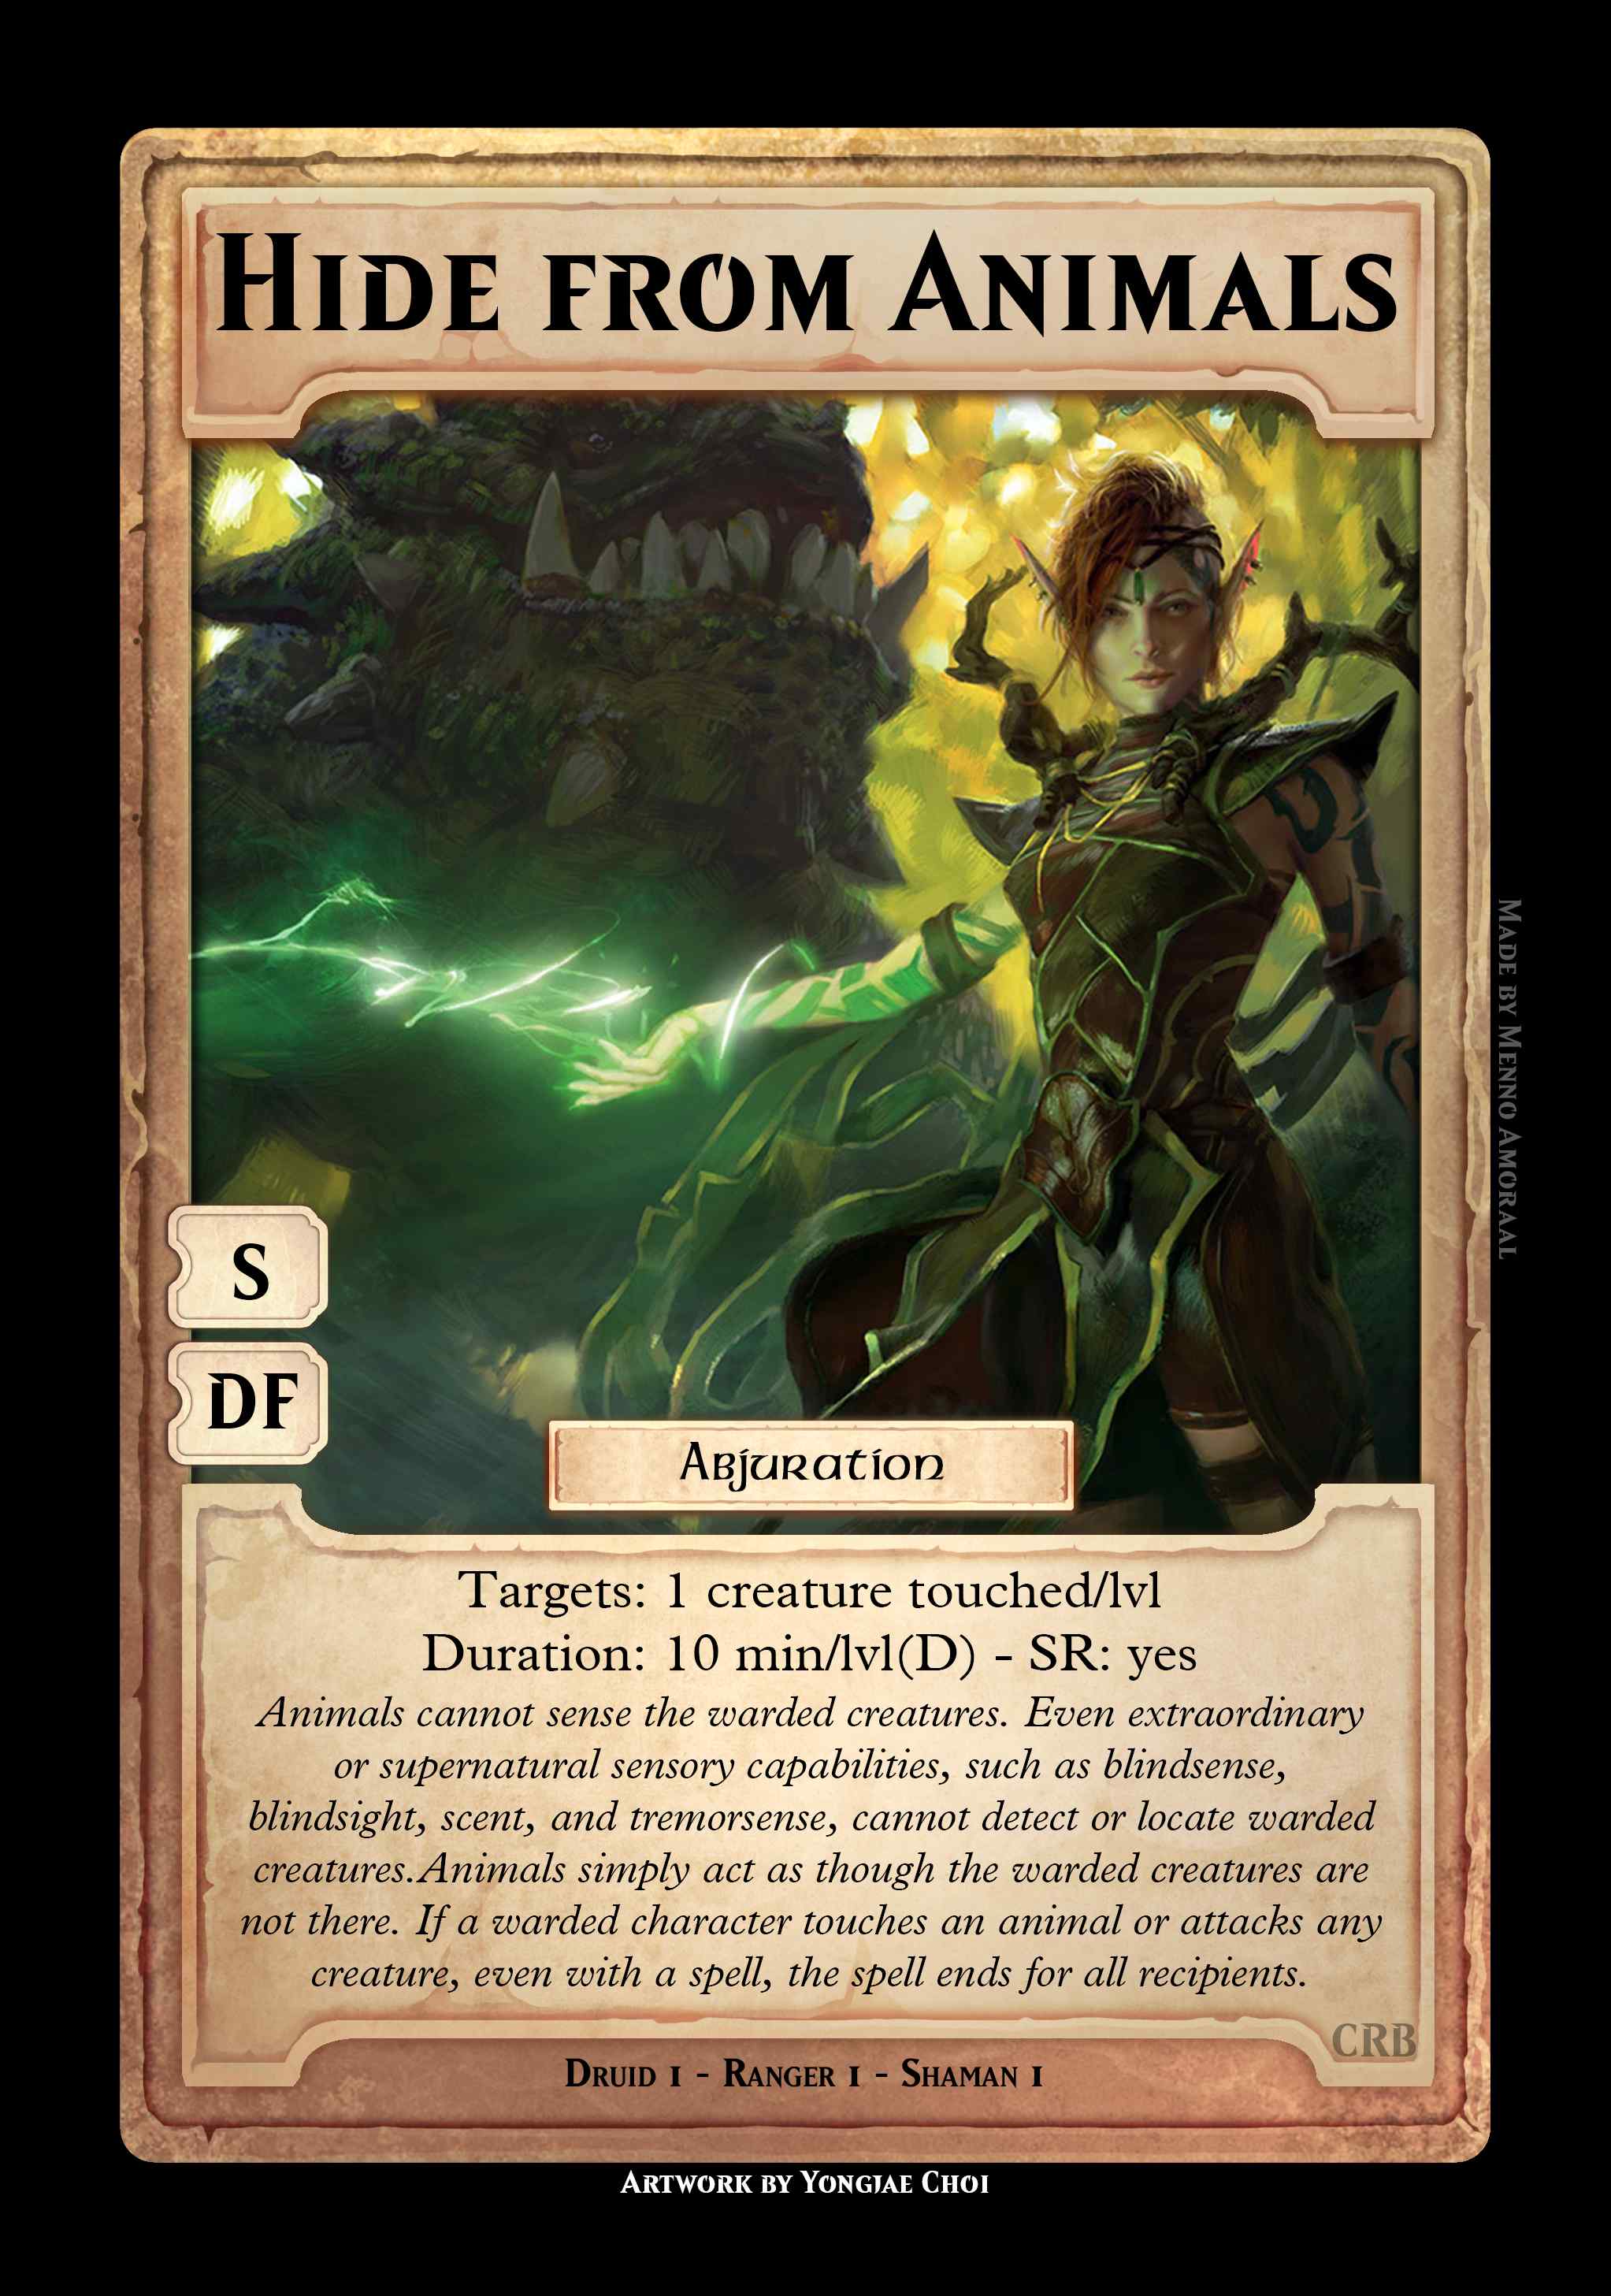 Hide from Animals
S
DF
Abjuration
Targets: 1 creature touched/lvl
Duration: 10 min/lvl(D) - SR: yes
Animals cannot sense the warded creatures. Even extraordinary
or supernatural sensory capabilities, such as blindsense,
blindsight, scent, and tremorsense, cannot detect or locate warded
creatures.Animals simply act as though the warded creatures are
not there. If a warded character touches an animal or attacks any
creature, even with a spell, the spell ends for all recipients.
CRB
Druid 1 - Ranger 1 - Shaman 1
Artwork by Yongjae Choi
Made by Menno Amoraal